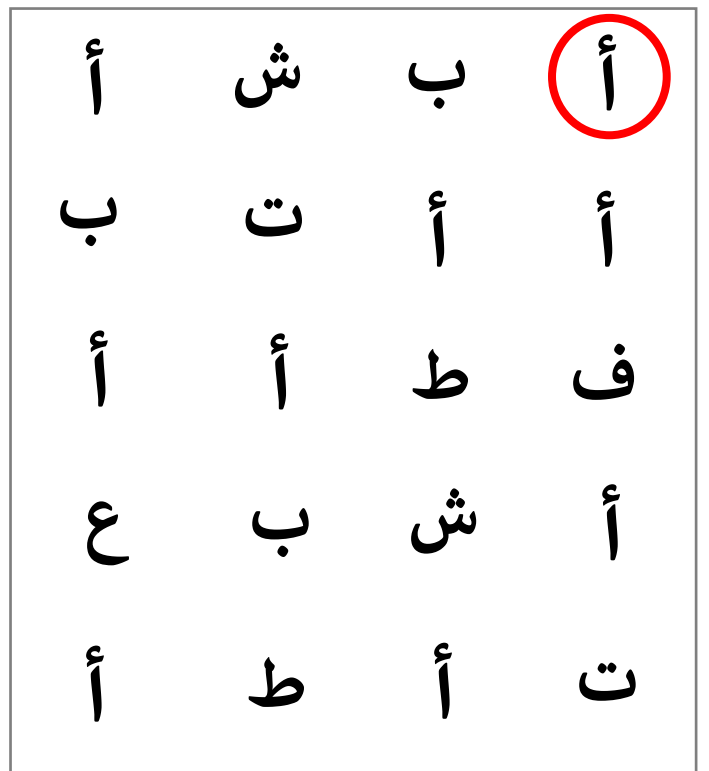 أ ب ش أ
أ أ ت ب
ف ط أ أ
أ ش ب ع
ت أ ط أ